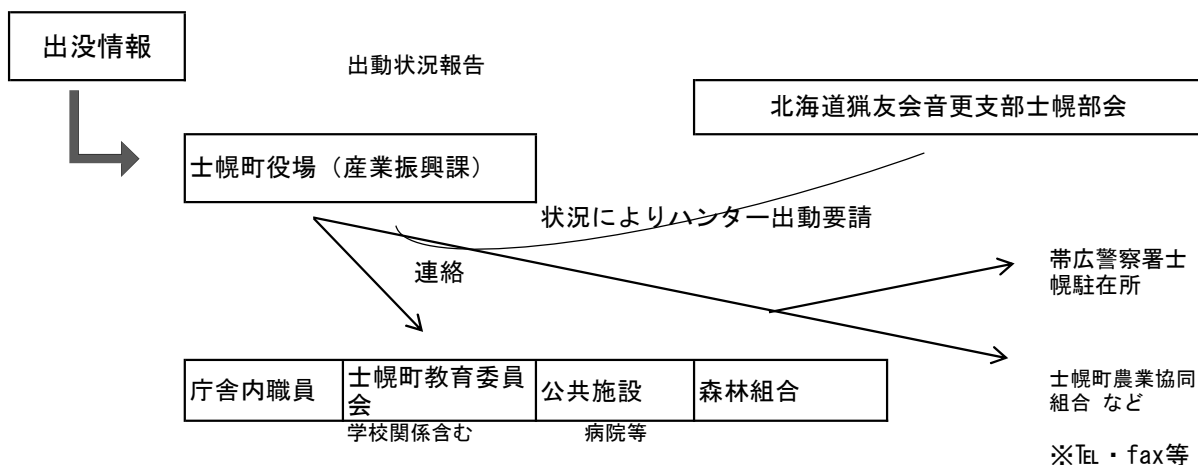 出没情報
出動状況報告
北海道猟友会音更支部士幌部会
士幌町役場（産業振興課）
状況によりハンター出動要請
連絡
帯広警察署士
幌駐在所
庁舎内職員
士幌町教育委員
会
公共施設
森林組合
学校関係含む
病院等
士幌町農業協同
組合 など
※℡・fax等